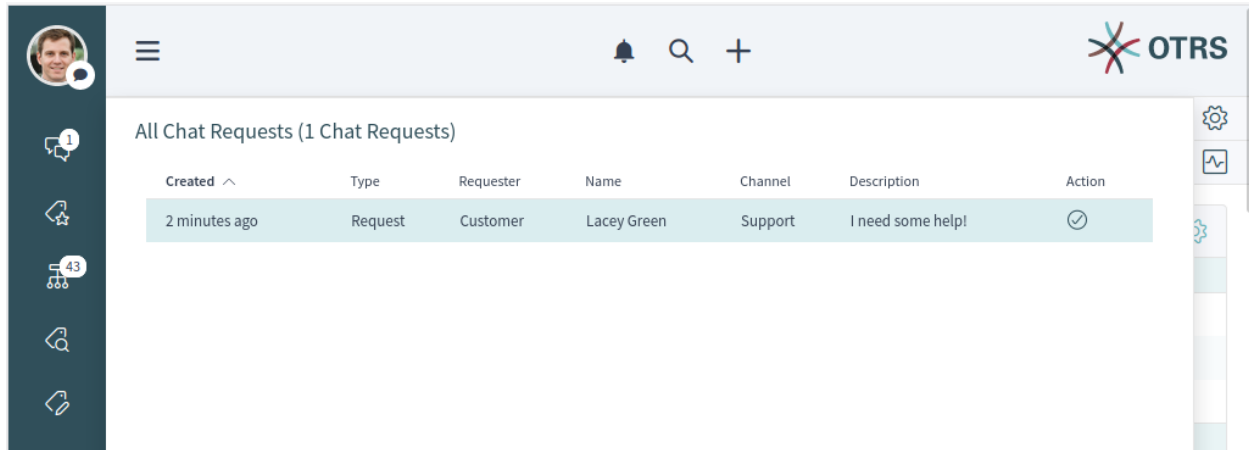 OTRS
1
All Chat Requests (1 Chat Requests)
Created Type Requester Name Channel Description Action
2 minutes ago Request Customer Lacey Green Support I need some help!
43